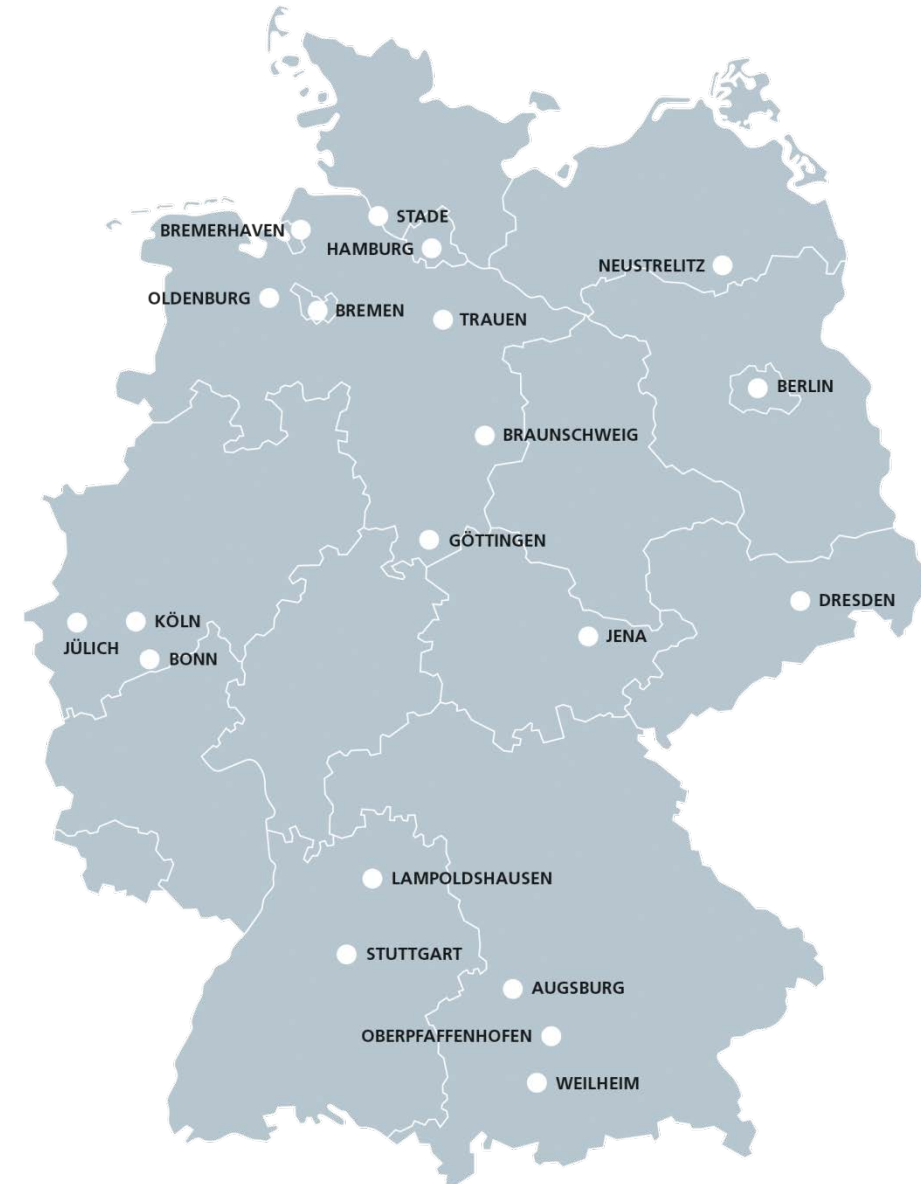 STADE
BREMERHAVEN
HAMBURG
NEUSTRELITZ
OLDENBURG
BREMEN
TRAUEN
BERLIN
BRAUNSCHWEIG
GÖTTINGEN
DRESDEN
KÖLN
JENA
JÜLICH
BONN
LAMPOLDSHAUSEN
STUTTGART
AUGSBURG
OBERPFAFFENHOFEN
WEILHEIM